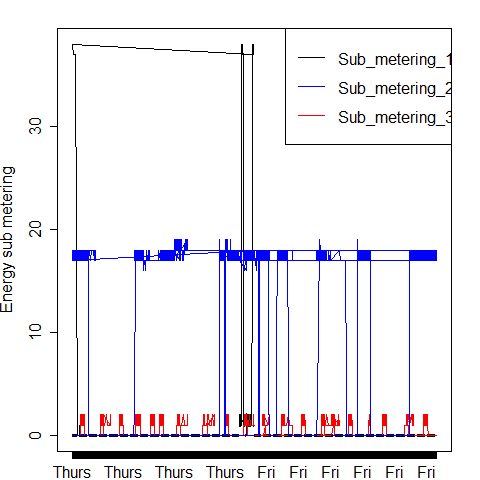 Sub_metering_1
Sub_metering_2
Sub_metering_3
Energy sub metering
30
20
10
0
Thurs Thurs Thurs Thurs Fri Fri Fri Fri Fri Fri